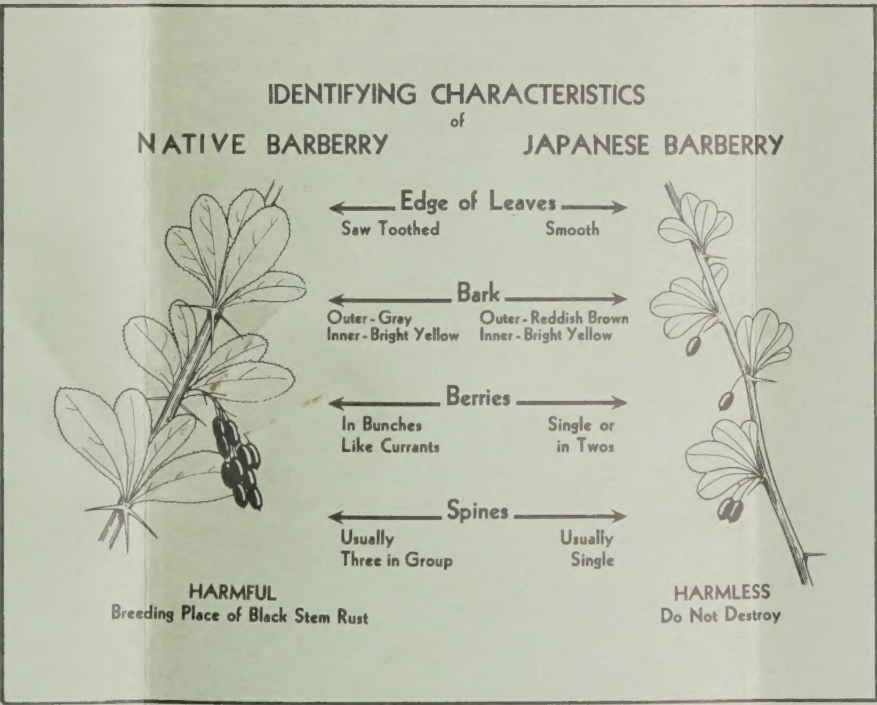 IDENTIFYING CHARACTERISTICS
of
NATIVE BARBERRY JAPANESE BARBERRY
Edge of Leaves
Saw Toothed Smooth
Bark
Outer-Gray Outer-Reddish Brown
Inner-Bright Yellow Inner-Bright Yellow
Berries
In Bunches Single or
Like Currants in Twos
Spines
Usually Usually
Three in Group Single
HARMFUL HARMLESS
Breeding Place of Black Stem Rust Do Not Destroy